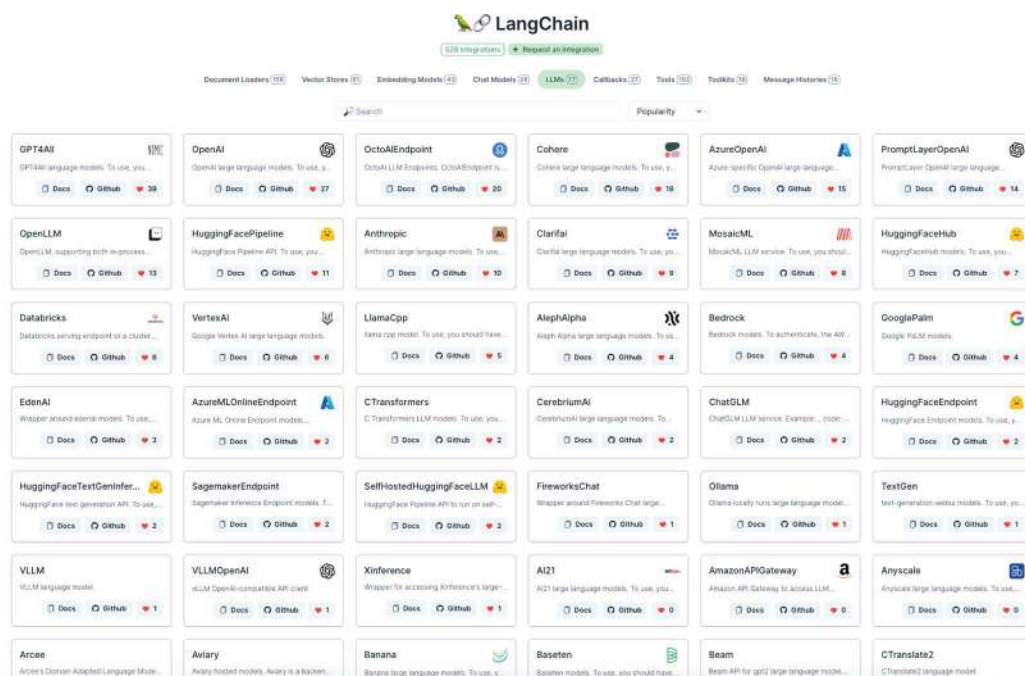 LangChain
528 Integrations + Request an integration
Document Loaders 156 Vector Stores 61 Embedding Models 43 Chat Models LLMs 77 Callbacks 27 Tools 103 Toolkits 18 Message Histories
Search Popularity
GPT4All OpenAI OctoAIEndpoint Cohere AzureOpenAI PromptLayerOpenAI
GPT4All language models. To use, you... OpenAI large language models. To use, y... OctoAI LLM Endpoints. OctoAIEndpoint is... Cohere large language models. To use, y... Azure-specific OpenAI large language... PromptLayer OpenAI large language...
Docs Github 39 Docs Github 27 Docs Github 20 Docs Github 19 Docs Github 15 Docs Github 14
OpenLLM HuggingFacePipeline Anthropic Clarifai MosaicML HuggingFaceHub
OpenLLM, supporting both in-process... HuggingFace Pipeline API. To use, you... Anthropic large language models. To use,... Clarifai large language models. To use, yo... MosaicML LLM service. To use, you shoul... HuggingFaceHub models. To use, you...
Docs Github 13 Docs Github 11 Docs Github 10 Docs Github 9 Docs Github 8 Docs Github 7
Databricks VertexAI LlamaCpp AlephAlpha Bedrock GooglePalm
Databricks serving endpoint or a cluster... Google Vertex AI large language models. llama.cpp model. To use, you should have... Aleph Alpha large language models. To us... Bedrock models. To authenticate, the AW... Google PaLM models.
Docs Github 6 Docs Github 6 Docs Github 5 Docs Github 4 Docs Github 4 Docs Github 4
EdenAI AzureMLOnlineEndpoint CTransformers CerebriumAI ChatGLM HuggingFaceEndpoint
Wrapper around edenai models. To use,... Azure ML Online Endpoint models... C Transformers LLM models. To use, you... CerebriumAI large language models. To... ChatGLM LLM service. Example: .. code-... HuggingFace Endpoint models. To use, y...
Docs Github 3 Docs Github 2 Docs Github 2 Docs Github 2 Docs Github 2 Docs Github 2
HuggingFaceTextGenInfer... SagemakerEndpoint SelfHostedHuggingFaceLLM FireworksChat Ollama TextGen
HuggingFace text generation API. To use,... Sagemaker Inference Endpoint models. T... HuggingFace Pipeline API to run on self-... Wrapper around Fireworks Chat large... Ollama locally runs large language model... text-generation-webui models. To use, yo...
Docs Github 2 Docs Github 2 Docs Github 2 Docs Github 1 Docs Github 1 Docs Github 1
VLLM VLLMOpenAI Xinference AI21 AmazonAPIGateway Anyscale
VLLM language model. vLLM OpenAI-compatible API client Wrapper for accessing Xinference's large-... AI21 large language models. To use, you... Amazon API Gateway to access LLM... Anyscale large language models. To use,...
Docs Github 1 Docs Github 1 Docs Github 1 Docs Github 0 Docs Github 0 Docs Github 0
Arcee Aviary Banana Baseten Beam CTranslate2
Arcee's Domain Adapted Language Mode... Aviary hosted models. Aviary is a backen... Banana large language models. To use, y... Baseten models. To use, you should have... Beam API for gpt2 large language model... CTranslate2 language model.